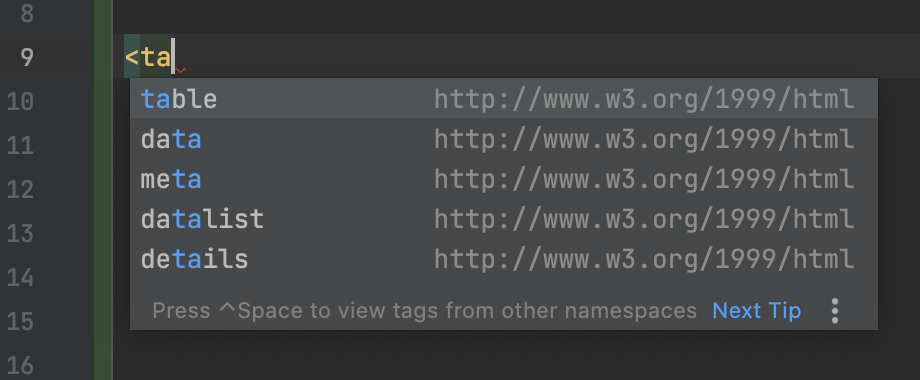 8
9 <ta
10 table http://www.w3.org/1999/html
11 data http://www.w3.org/1999/html
12 meta http://www.w3.org/1999/html
13 datalist http://www.w3.org/1999/html
14 details http://www.w3.org/1999/html
15 Press ^Space to view tags from other namespaces Next Tip
16